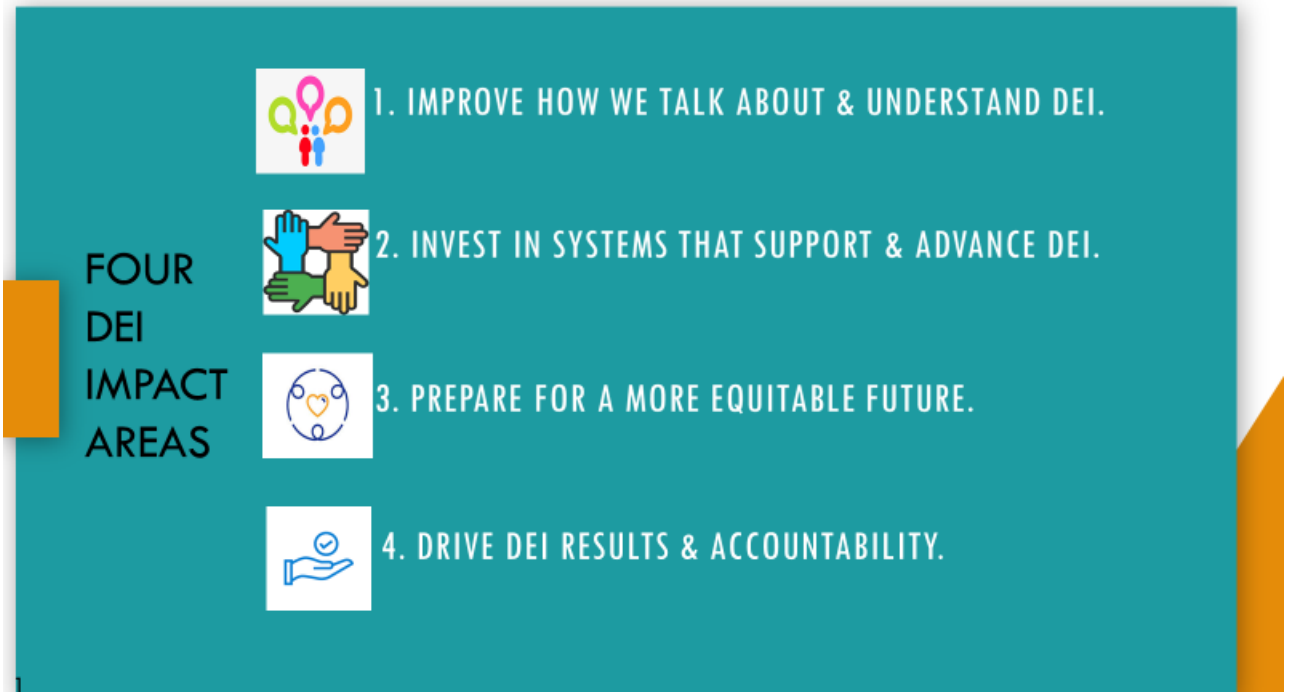 FOUR
DEI
IMPACT
AREAS
1. IMPROVE HOW WE TALK ABOUT & UNDERSTAND DEI.
2. INVEST IN SYSTEMS THAT SUPPORT & ADVANCE DEI.
3. PREPARE FOR A MORE EQUITABLE FUTURE.
4. DRIVE DEI RESULTS & ACCOUNTABILITY.